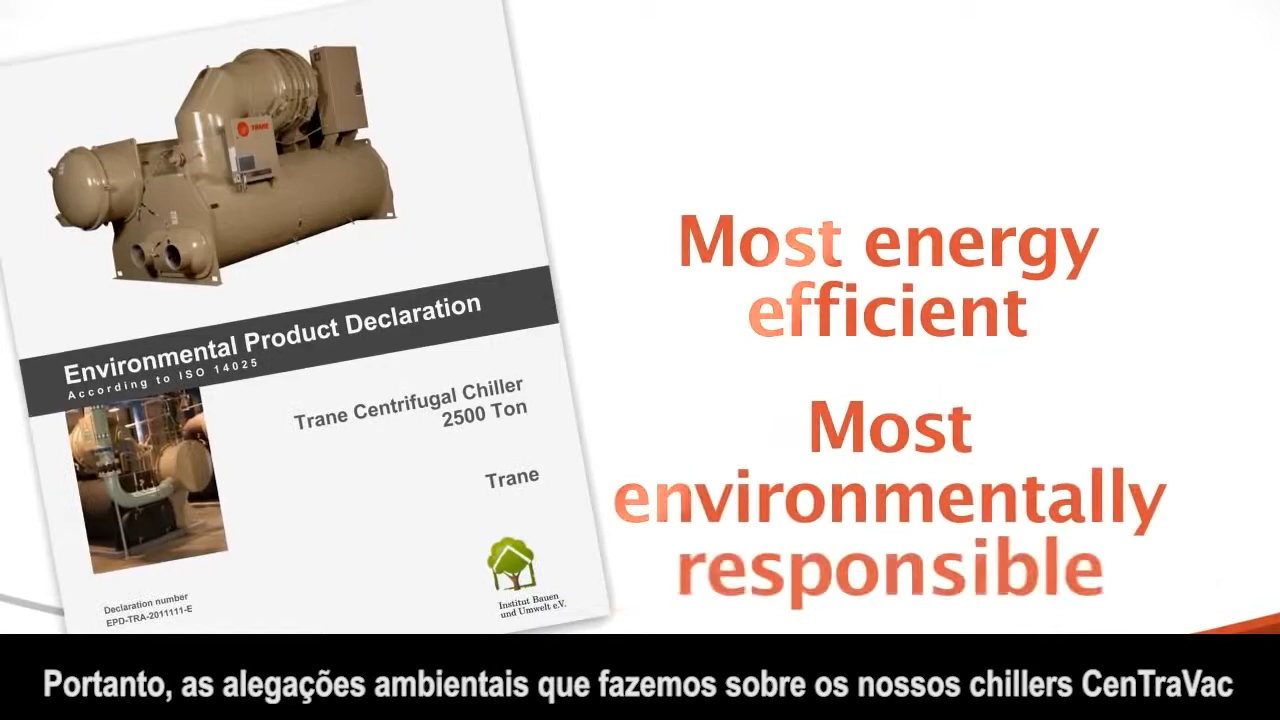 TRANE
Environmental Product Declaration
According to ISO 14025
Trane Centrifugal Chiller
2500 Ton
Trane
Institut Bauen
und Umwelt e.V.
Declaration number
EPD-TRA-2011111-E
Most energy
efficient
Most
environmentally
responsible
Portanto, as alegações ambientais que fazemos sobre os nossos chillers CenTraVac